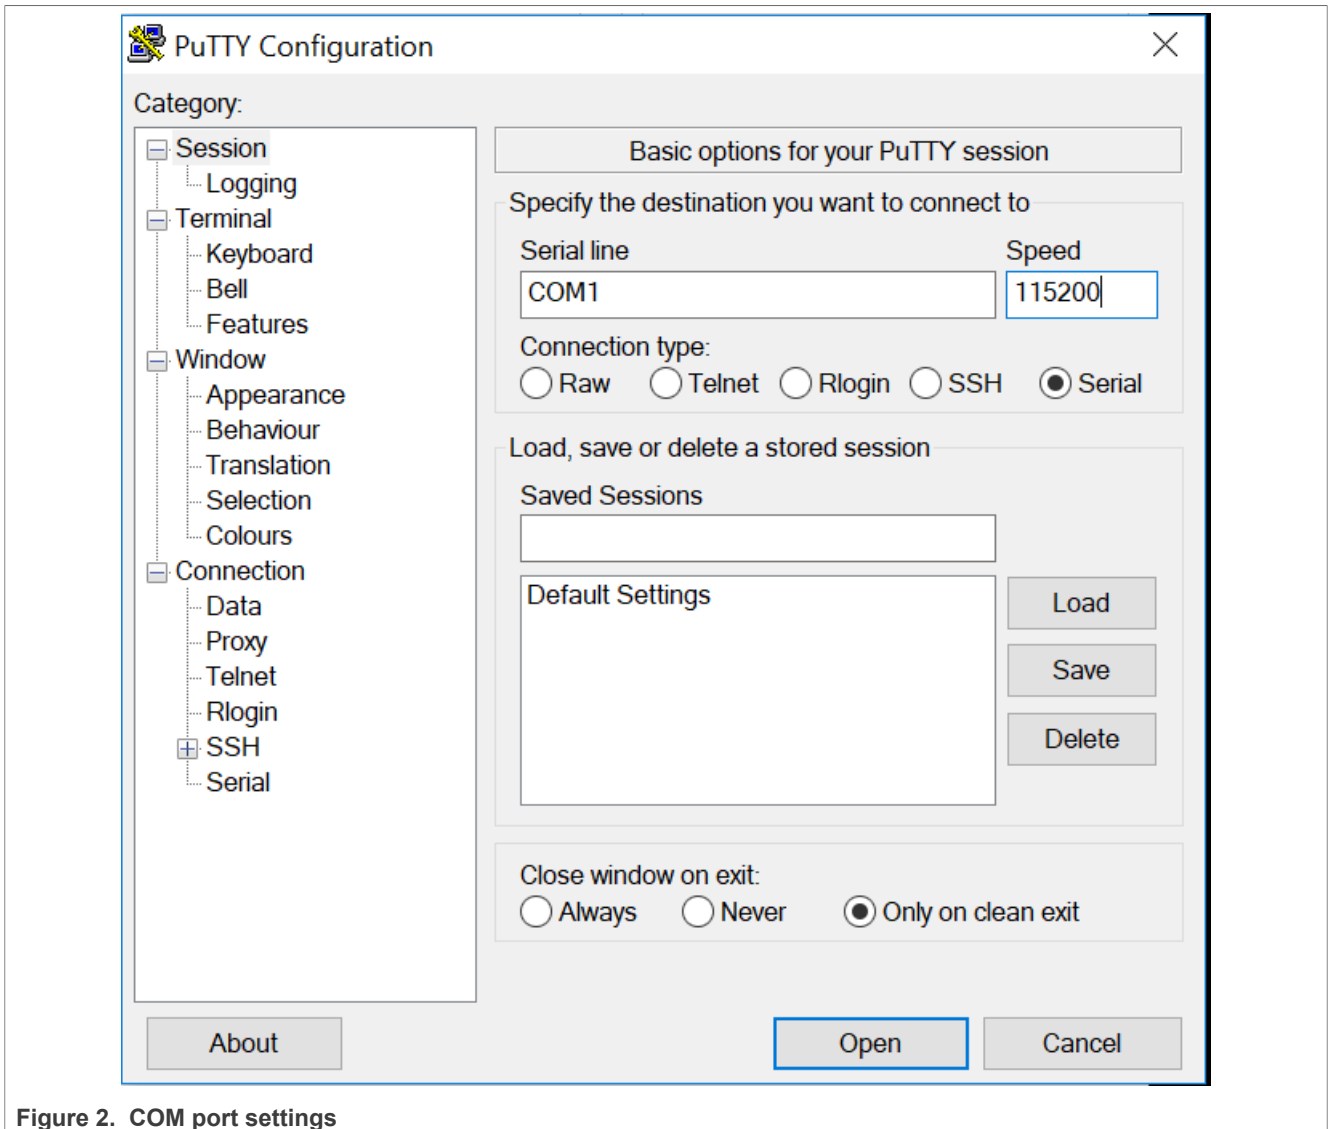 PuTTY Configuration
Category:
Session
Logging
Terminal
Keyboard
Bell
Features
Window
Appearance
Behaviour
Translation
Selection
Colours
Connection
Data
Proxy
Telnet
Rlogin
SSH
Serial
Basic options for your PuTTY session
Specify the destination you want to connect to
Serial line Speed
COM1 115200
Connection type:
Raw Telnet Rlogin SSH Serial
Load, save or delete a stored session
Saved Sessions
Default Settings
Load
Save
Delete
Close window on exit:
Always Never Only on clean exit
About Open Cancel
Figure 2. COM port settings